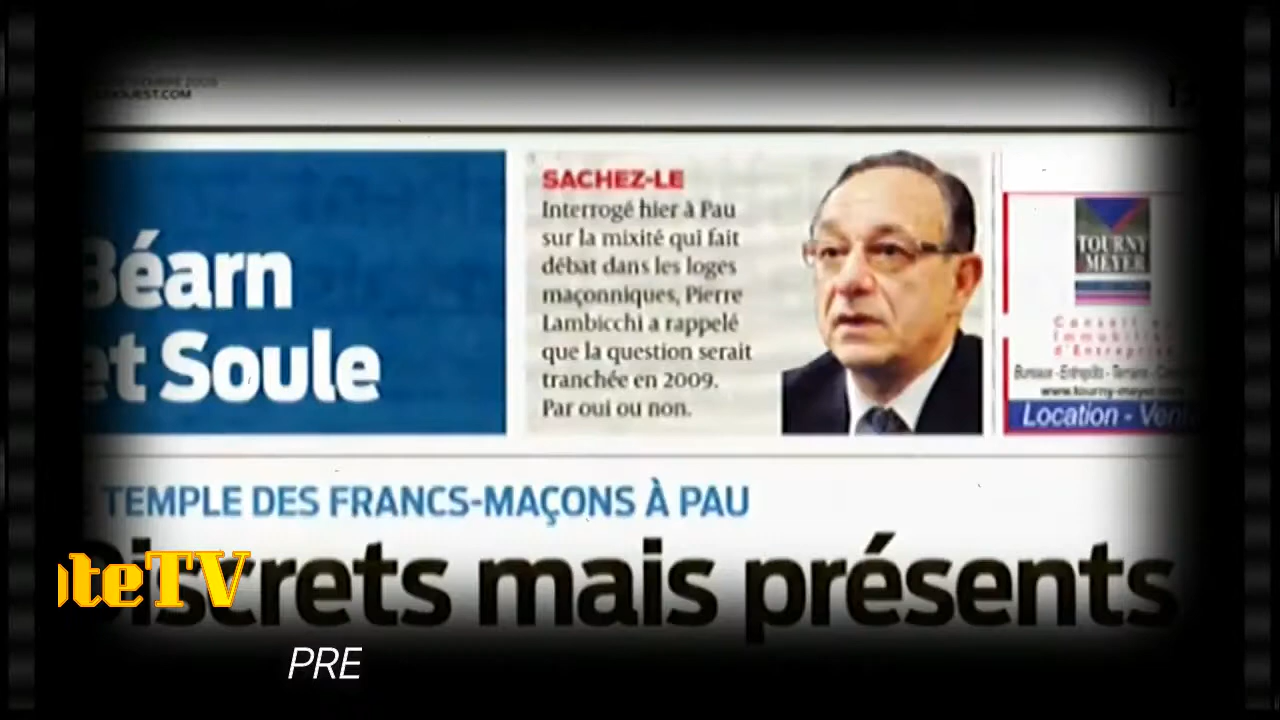 SACHEZ-LE
Interrogé hier à Pau
sur la mixité qui fait
débat dans les loges
maçonniques, Pierre
Lambicchi a rappelé
que la question serait
tranchée en 2009.
Par oui ou non.
Béarn
et Soule
TOURNY
MEYER
Location - Vente
TEMPLE DES FRANCS-MAÇONS À PAU
Discrets mais présents
teTV
PRE